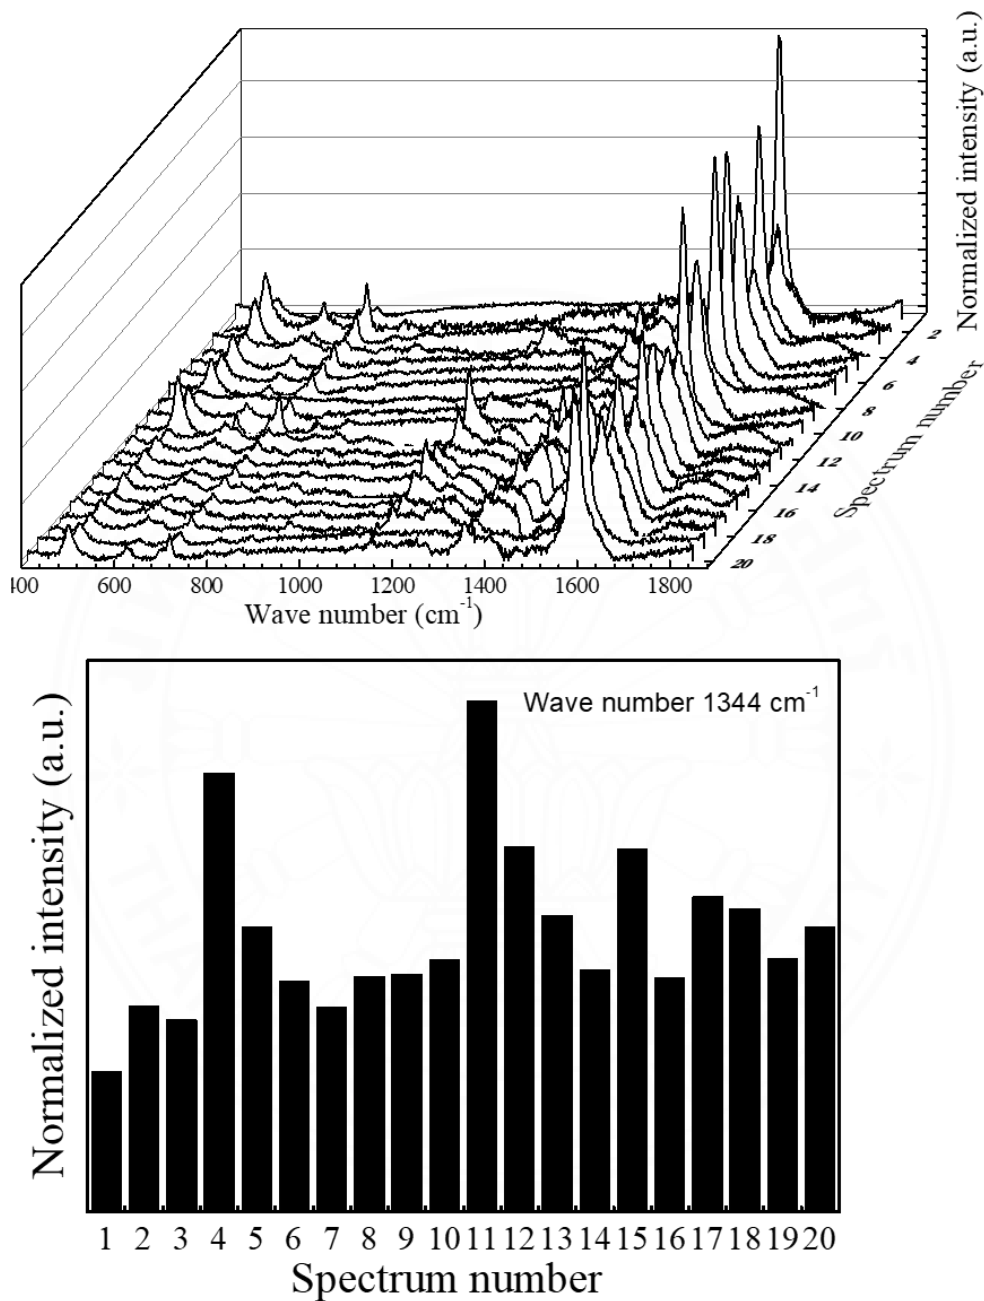 Normalized intensity (a.u.)
2
4
6
8
10
12
14
16
18
20
Spectrum number
400 600 800 1000 1200 1400 1600 1800
Wave number (cm-1)
Wave number 1344 cm-1
Normalized intensity (a.u.)
1 2 3 4 5 6 7 8 9 10 11 12 13 14 15 16 17 18 19 20
Spectrum number